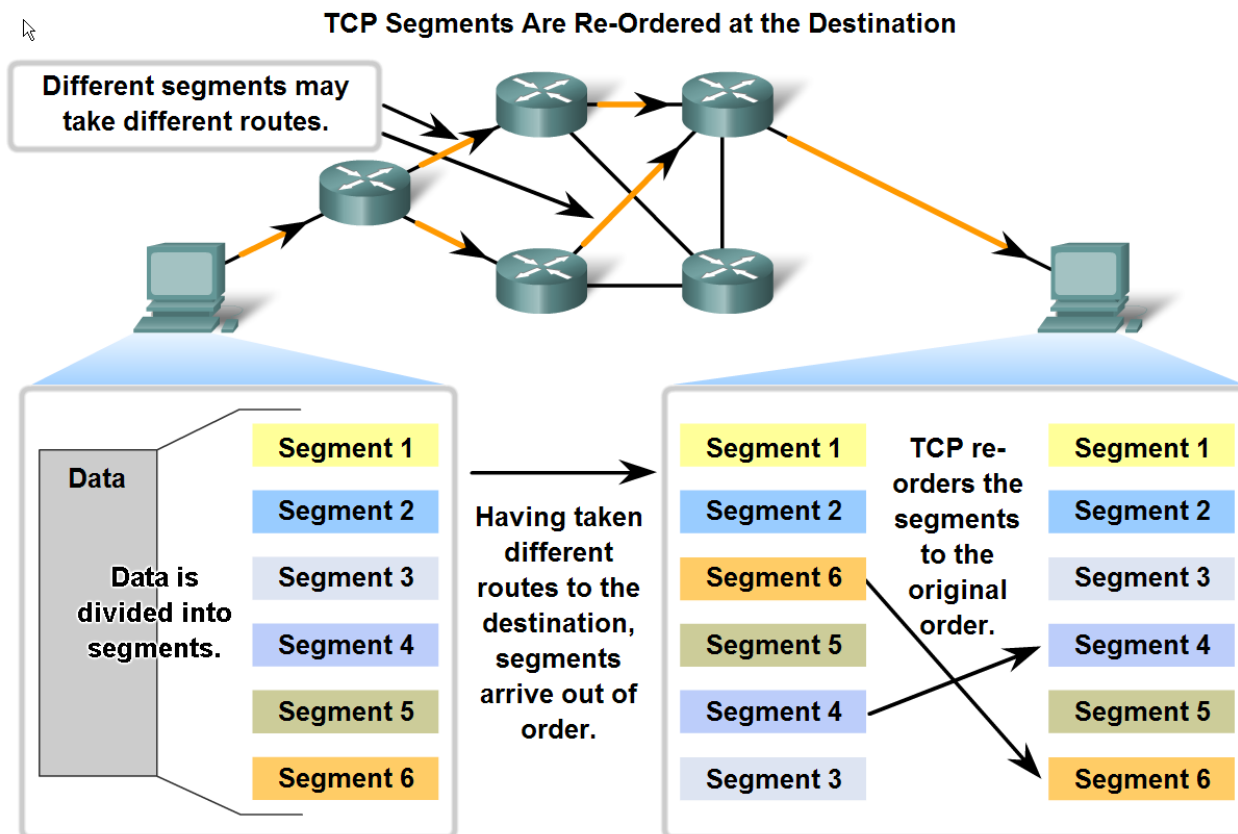 TCP Segments Are Re-Ordered at the Destination
Different segments may
take different routes.
Data
Data is
divided into
segments.
Segment 1
Segment 2
Segment 3
Segment 4
Segment 5
Segment 6
Having taken
different
routes to the
destination,
segments
arrive out of
order.
Segment 1
Segment 2
Segment 6
Segment 5
Segment 4
Segment 3
TCP re-
orders the
segments
to the
original
order.
Segment 1
Segment 2
Segment 3
Segment 4
Segment 5
Segment 6